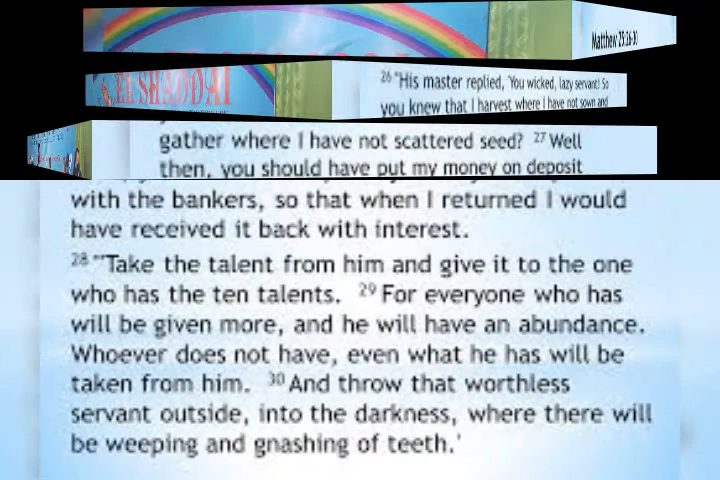 Matthew 25:26-30
EL SHADDAI
26 "His master replied, 'You wicked, lazy servant! So
you knew that I harvest where I have not sown and
gather where I have not scattered seed? 27 Well
then, you should have put my money on deposit
with the bankers, so that when I returned I would
have received it back with interest.
28 "'Take the talent from him and give it to the one
who has the ten talents. 29 For everyone who has
will be given more, and he will have an abundance.
Whoever does not have, even what he has will be
taken from him. 30 And throw that worthless
servant outside, into the darkness, where there will
be weeping and gnashing of teeth.'